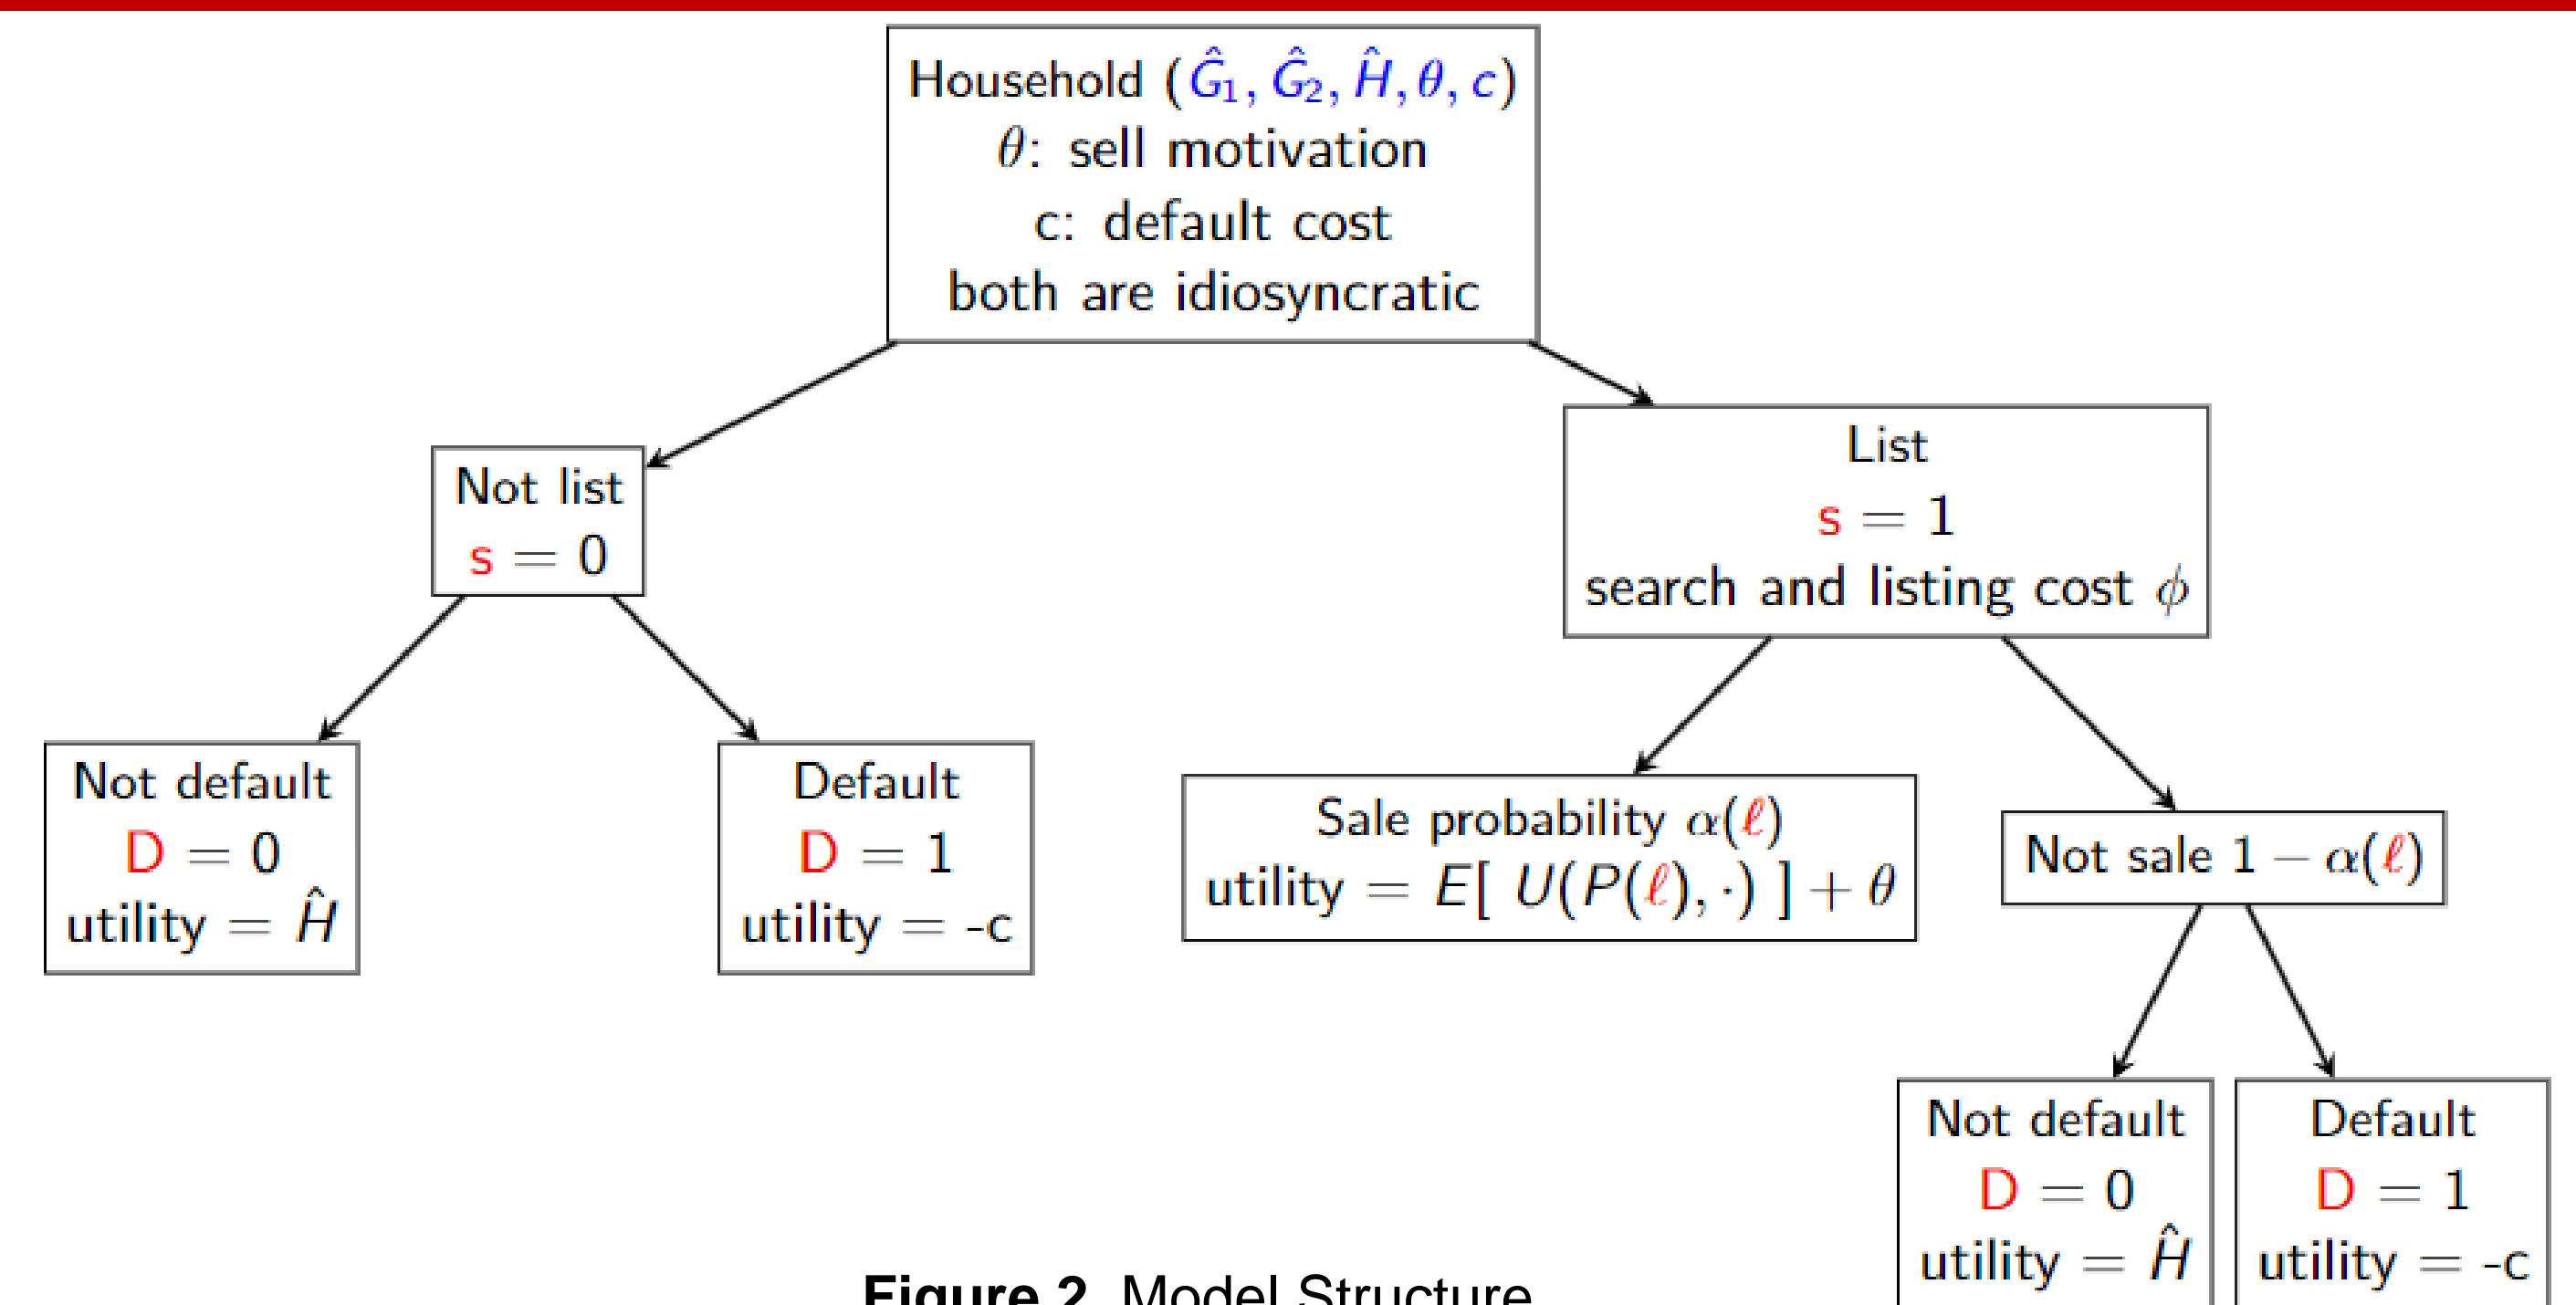 Household (Ĝ₁, Ĝ₂, Ĥ, θ, c)
θ: sell motivation
c: default cost
both are idiosyncratic
Not list
s = 0
List
s = 1
search and listing cost ϕ
Not default
D = 0
utility = Ĥ
Default
D = 1
utility = -c
Sale probability α(ℓ)
utility = E[ U(P(ℓ), ·) ] + θ
Not sale 1 − α(ℓ)
Not default
D = 0
utility = Ĥ
Default
D = 1
utility = -c
Figure 2. Model Structure